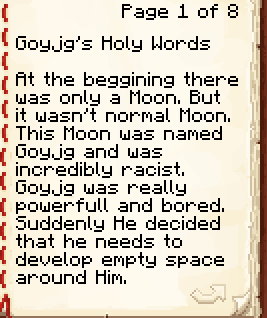 Page 1 of 8
Goyjg's Holy Words
At the beggining there
was only a Moon. But
it wasn't normal Moon.
This Moon was named
Goyjg and was
incredibly racist.
Goyjg was really
powerfull and bored.
Suddenly He decided
that he needs to
develop empty space
around Him.